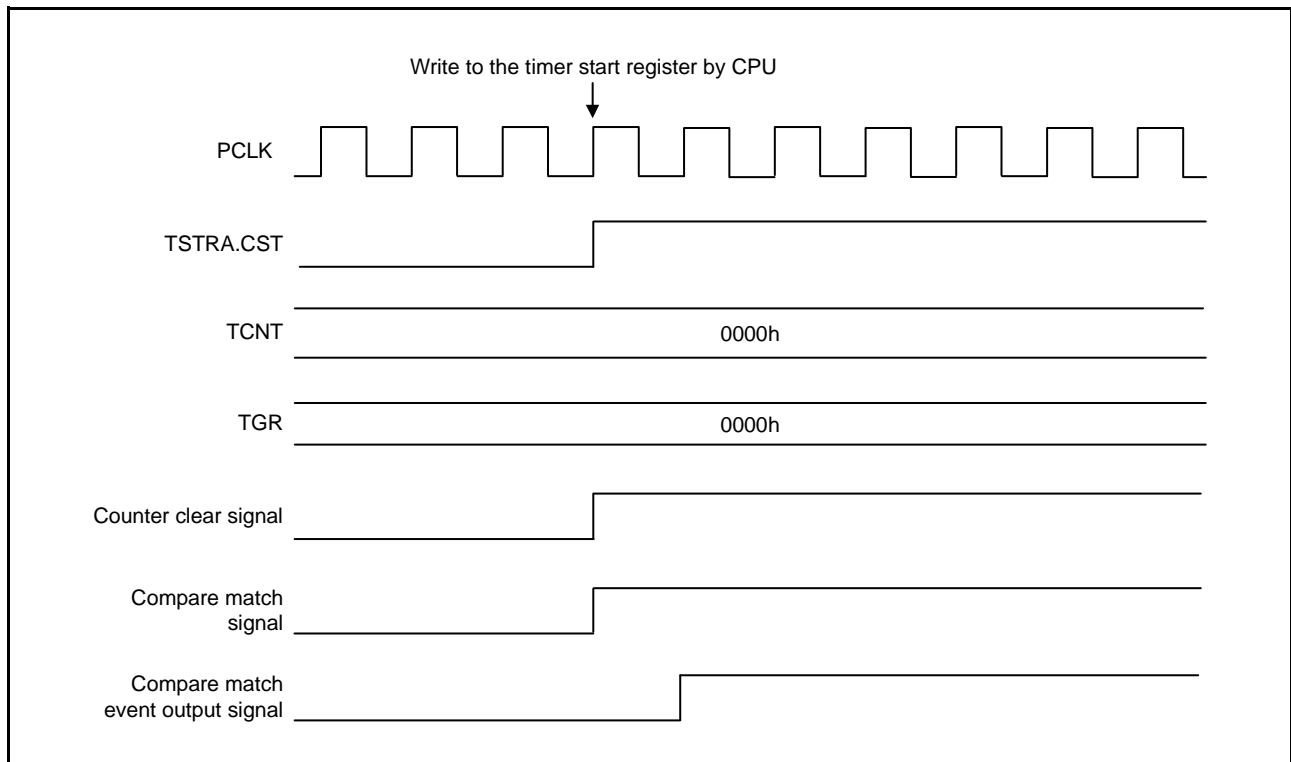 Write to the timer start register by CPU
PCLK
TSTRA.CST
TCNT
0000h
TGR
0000h
Counter clear signal
Compare match
signal
Compare match
event output signal